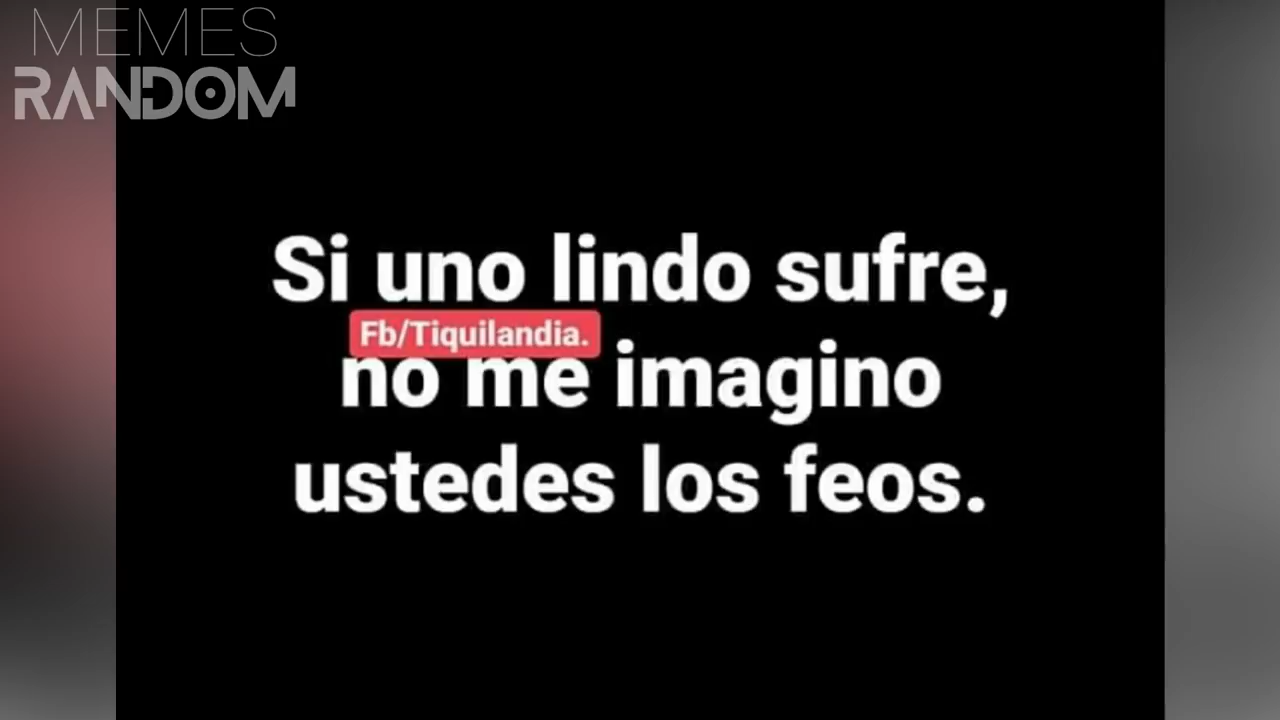 MEMES
RANDOM
Si uno lindo sufre,
Fb/Tiquilandia.
no me imagino
ustedes los feos.